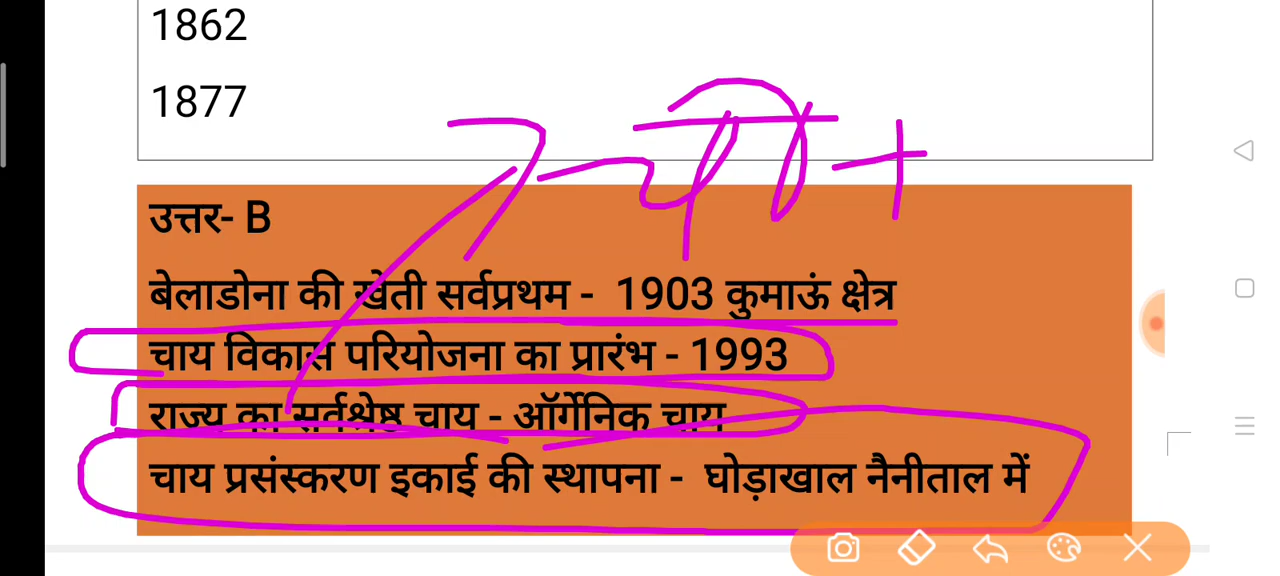 1862
1877
उत्तर- B
बेलाडोना की खेती सर्वप्रथम - 1903 कुमाऊं क्षेत्र
चाय विकास परियोजना का प्रारंभ - 1993
राज्य का सर्वश्रेष्ठ चाय - ऑर्गेनिक चाय
चाय प्रसंस्करण इकाई की स्थापना - घोड़ाखाल नैनीताल में